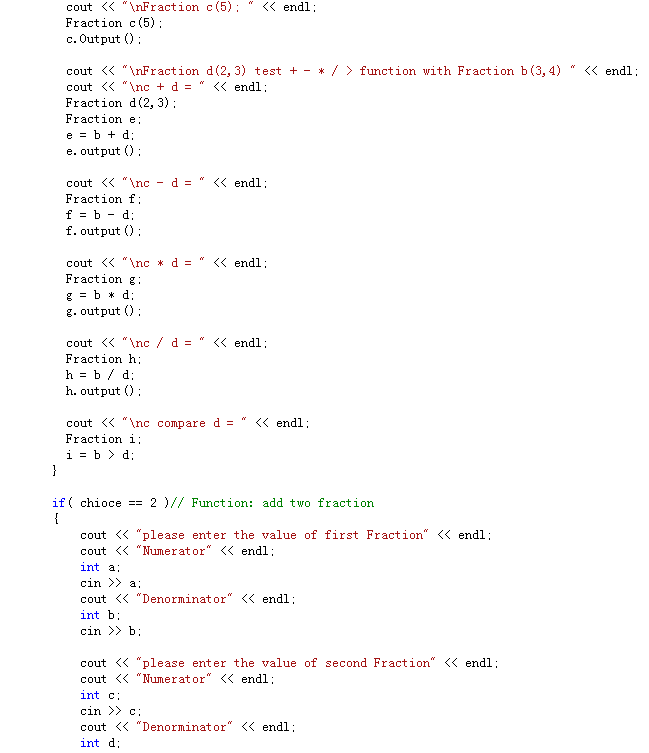 cout << "\nFraction c(5): " << endl;
Fraction c(5);
c.Output();
cout << "\nFraction d(2,3) test + - * / > function with Fraction b(3,4) " << endl;
cout << "\nc + d = " << endl;
Fraction d(2,3);
Fraction e;
e = b + d;
e.output();
cout << "\nc - d = " << endl;
Fraction f;
f = b - d;
f.output();
cout << "\nc * d = " << endl;
Fraction g;
g = b * d;
g.output();
cout << "\nc / d = " << endl;
Fraction h;
h = b / d;
h.output();
cout << "\nc compare d = " << endl;
Fraction i;
i = b > d;
}
if( chioce == 2 )// Function: add two fraction
{
cout << "please enter the value of first Fraction" << endl;
cout << "Numerator" << endl;
int a;
cin >> a;
cout << "Denorminator" << endl;
int b;
cin >> b;
cout << "please enter the value of second Fraction" << endl;
cout << "Numerator" << endl;
int c;
cin >> c;
cout << "Denorminator" << endl;
int d;